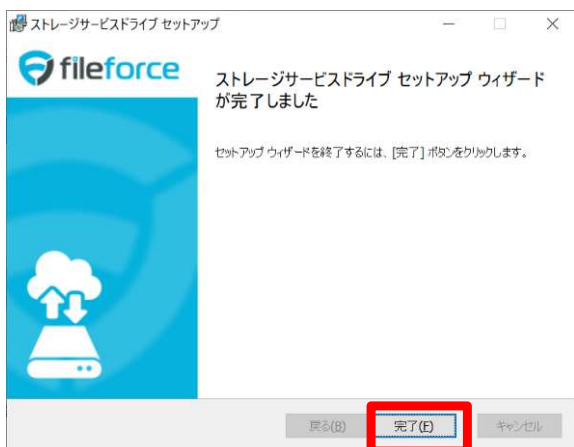 ストレージサービスドライブ セットアップ
fileforce
ストレージサービスドライブ セットアップ ウィザード
が完了しました
セットアップ ウィザードを終了するには、[完了] ボタンをクリックします。
戻る(B) 完了(F) キャンセル